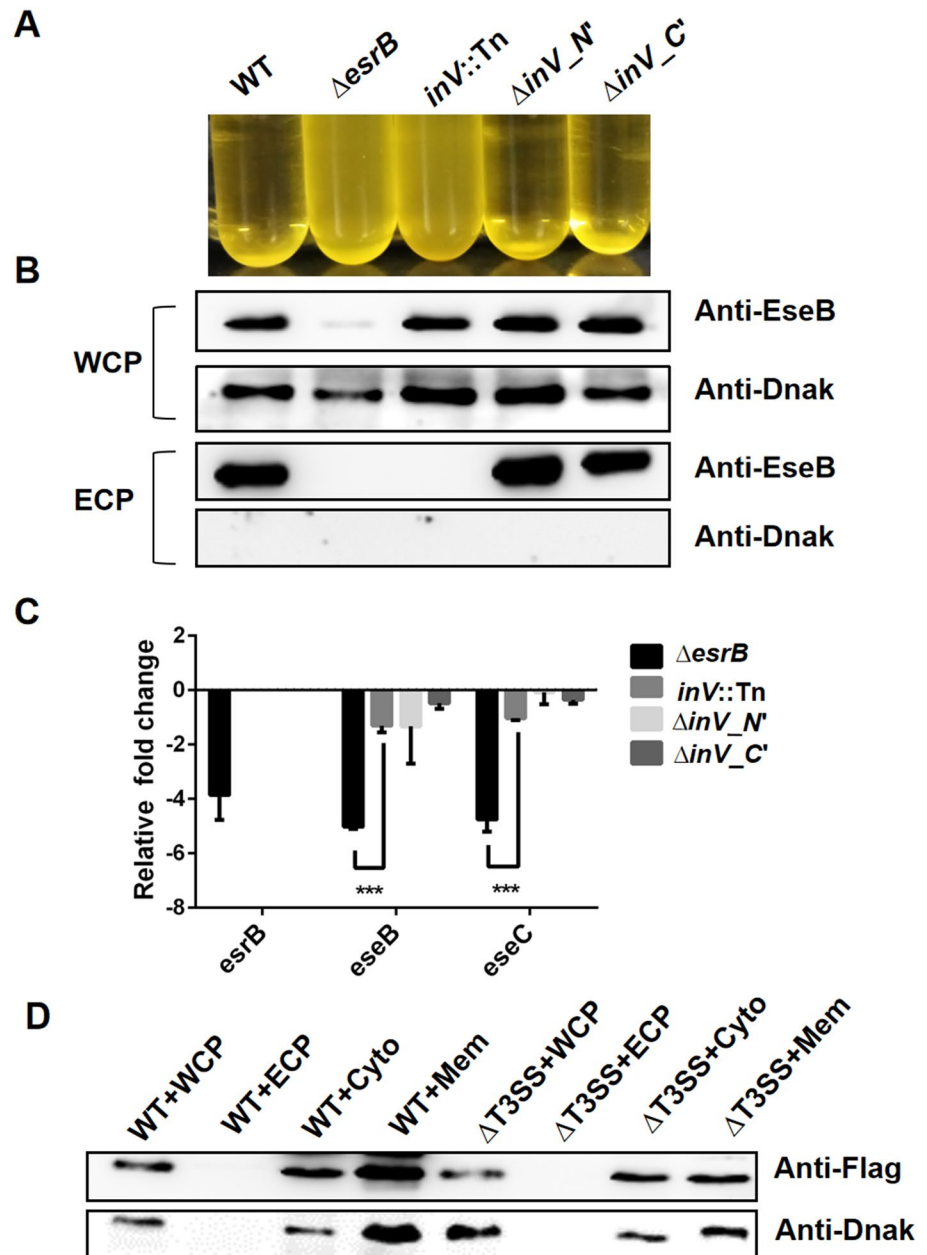 A
WT ΔesrB inV::Tn ΔinV_N' ΔinV_C'
B
WCP
Anti-EseB
Anti-Dnak
ECP
Anti-EseB
Anti-Dnak
C
Relative fold change
2
0
-2
-4
-6
-8
*** ***
esrB eseB eseC
ΔesrB
inV::Tn
ΔinV_N'
ΔinV_C'
D
WT+WCP WT+ECP WT+Cyto WT+Mem ΔT3SS+WCP ΔT3SS+ECP ΔT3SS+Cyto ΔT3SS+Mem
Anti-Flag
Anti-Dnak